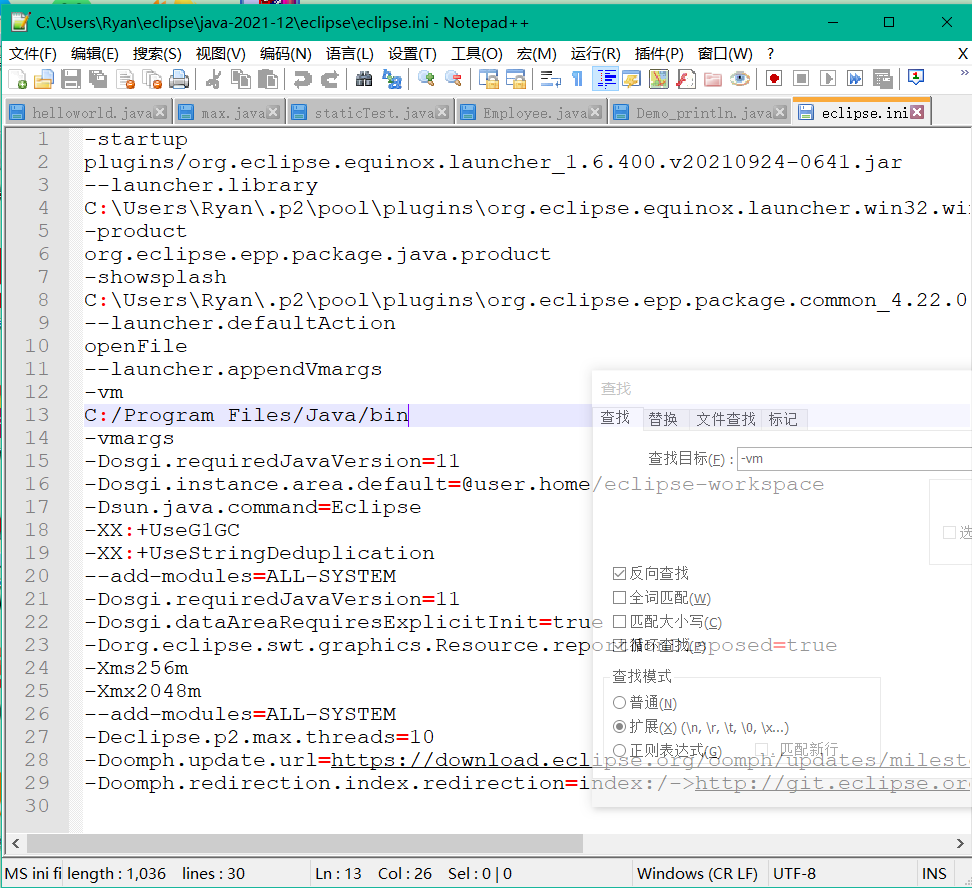 C:\Users\Ryan\eclipse\java-2021-12\eclipse\eclipse.ini - Notepad++
文件(F) 编辑(E) 搜索(S) 视图(V) 编码(N) 语言(L) 设置(T) 工具(O) 宏(M) 运行(R) 插件(P) 窗口(W) ? X
helloworld.java max.java staticTest.java Employee.java Demo_println.java eclipse.ini
1 -startup
2 plugins/org.eclipse.equinox.launcher_1.6.400.v20210924-0641.jar
3 --launcher.library
4 C:\Users\Ryan\.p2\pool\plugins\org.eclipse.equinox.launcher.win32.wi
5 -product
6 org.eclipse.epp.package.java.product
7 -showsplash
8 C:\Users\Ryan\.p2\pool\plugins\org.eclipse.epp.package.common_4.22.0
9 --launcher.defaultAction
10 openFile
11 --launcher.appendVmargs
12 -vm
13 C:/Program Files/Java/bin
14 -vmargs
15 -Dosgi.requiredJavaVersion=11
16 -Dosgi.instance.area.default=@user.home/eclipse-workspace
17 -Dsun.java.command=Eclipse
18 -XX:+UseG1GC
19 -XX:+UseStringDeduplication
20 --add-modules=ALL-SYSTEM
21 -Dosgi.requiredJavaVersion=11
22 -Dosgi.dataAreaRequiresExplicitInit=true
23 -Dorg.eclipse.swt.graphics.Resource.repor
24 -Xms256m
25 -Xmx2048m
26 --add-modules=ALL-SYSTEM
27 -Declipse.p2.max.threads=10
28 -Doomph.update.url=https://download.eclipse.org/oomph/updates/milest
29 -Doomph.redirection.index.redirection=index:/->http://git.eclipse.or
30
查找
查找 替换 文件查找 标记
查找目标(F) : -vm
选
反向查找
全词匹配(W)
匹配大小写(C)
循环查找
查找模式
普通(N)
扩展(X) (\n, \r, \t, \0, \x...)
正则表达式(G) 匹配新行
MS ini fi length : 1,036 lines : 30 Ln : 13 Col : 26 Sel : 0 | 0 Windows (CR LF) UTF-8 INS